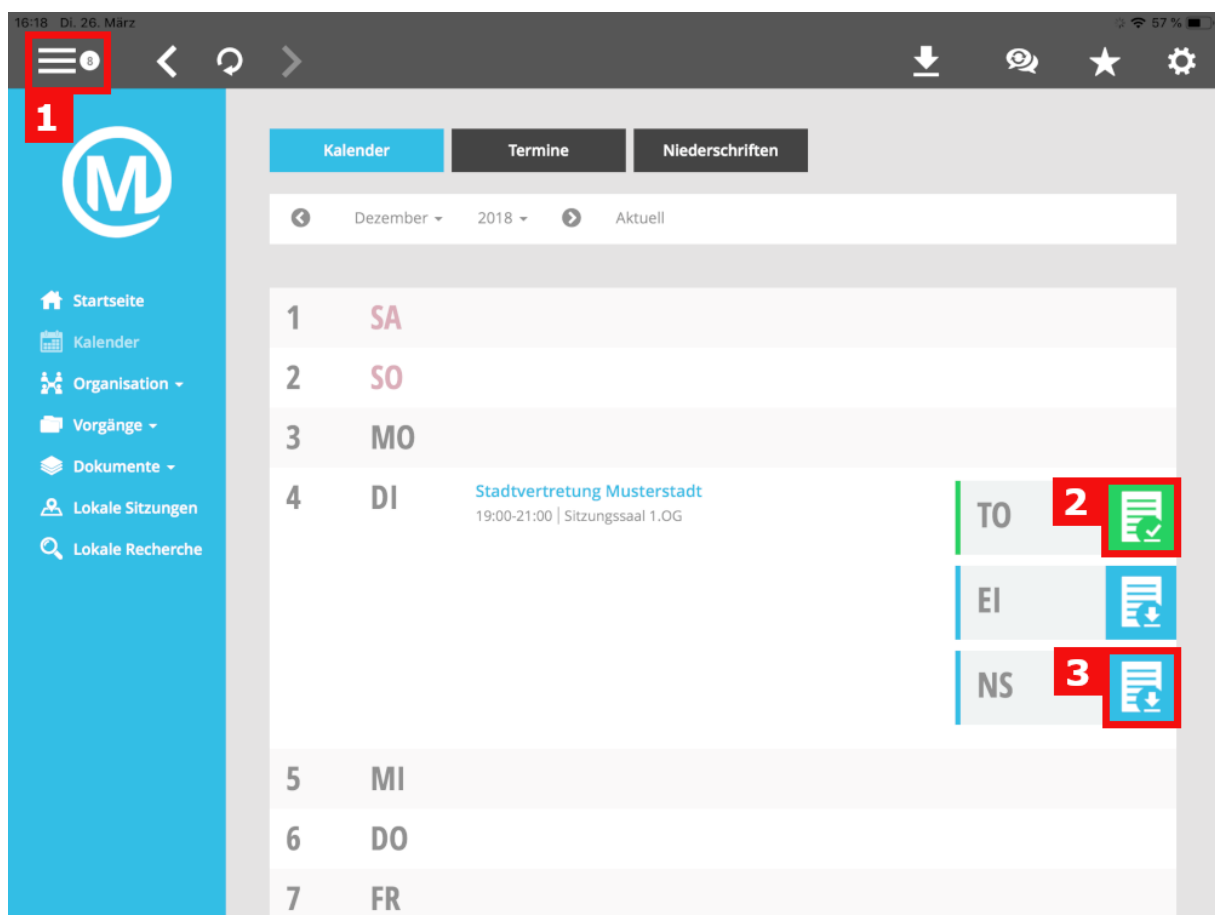 16:18 Di. 26. März 57 %
8
1
M
Kalender Termine Niederschriften
Dezember 2018 Aktuell
Startseite
Kalender
Organisation
Vorgänge
Dokumente
Lokale Sitzungen
Lokale Recherche
1 SA
2 SO
3 MO
4 DI Stadtvertretung Musterstadt
19:00-21:00 | Sitzungssaal 1.OG
TO 2
EI
NS 3
5 MI
6 DO
7 FR